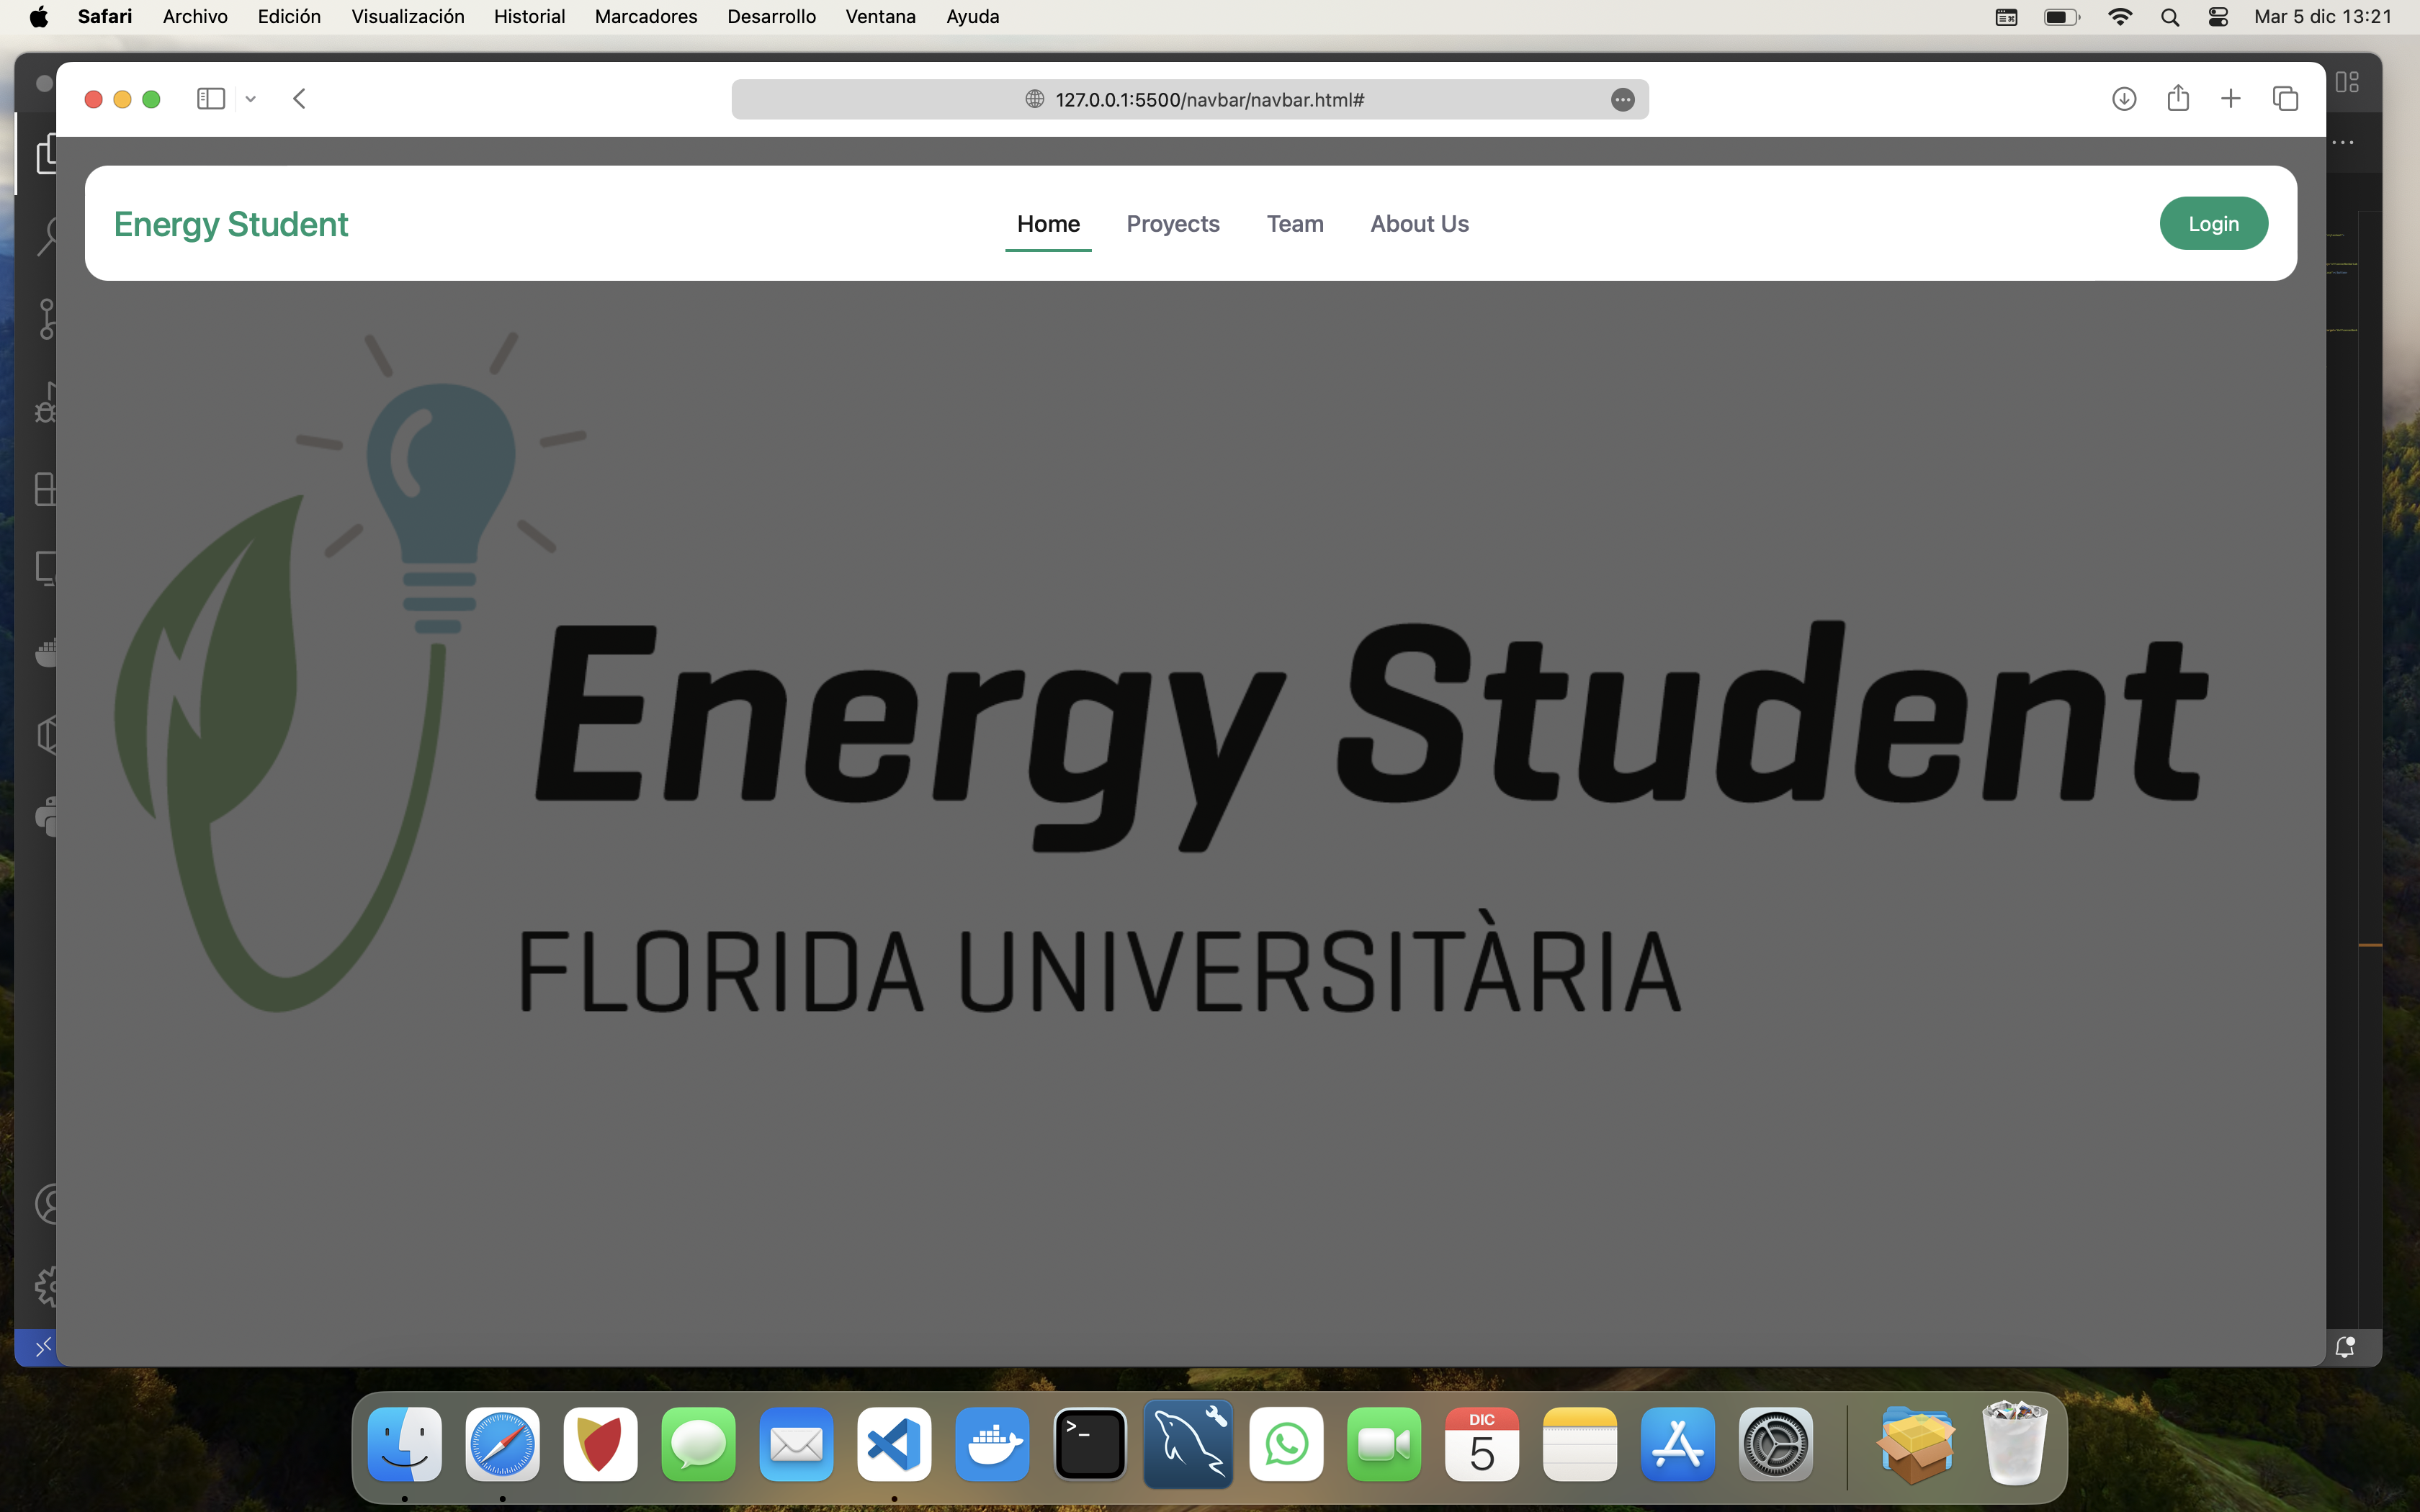 Safari Archivo Edición Visualización Historial Marcadores Desarrollo Ventana Ayuda Mar 5 dic 13:21
127.0.0.1:5500/navbar/navbar.html#
Energy Student Home Proyects Team About Us Login
Energy Student
FLORIDA UNIVERSITÀRIA
DIC
5